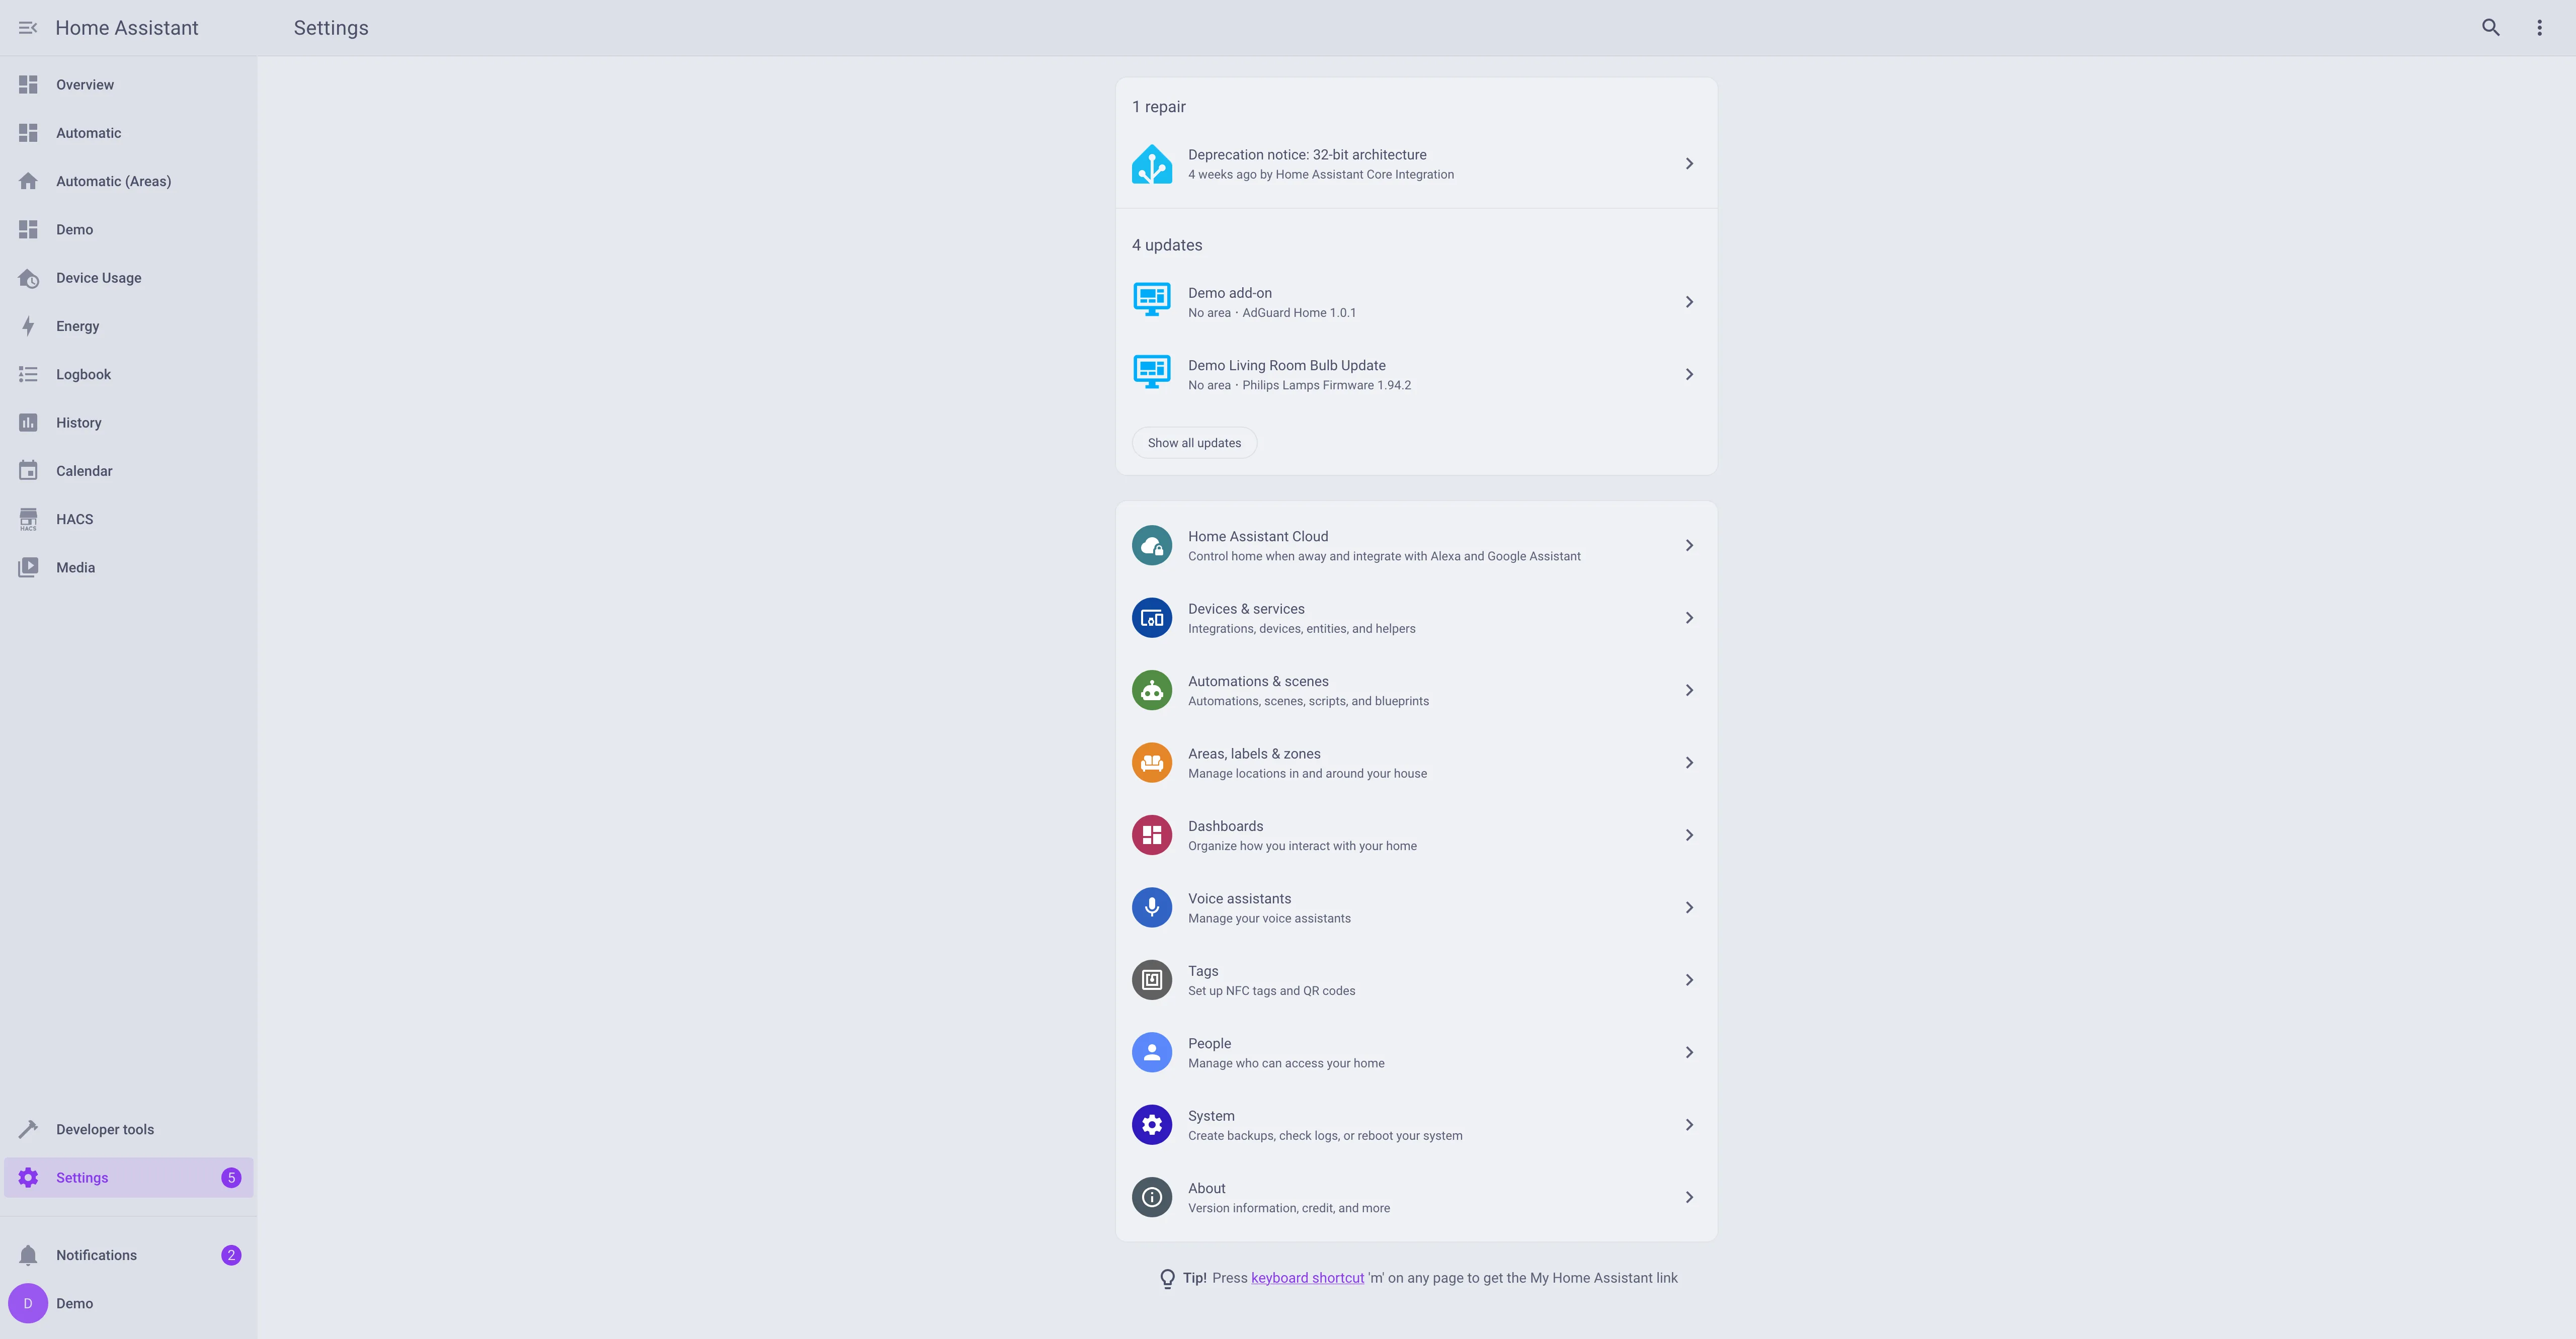 Home Assistant
Settings
Overview
Automatic
Automatic (Areas)
Demo
Device Usage
Energy
Logbook
History
Calendar
HACS
HACS
Media
Developer tools
Settings 5
Notifications 2
D Demo
1 repair
Deprecation notice: 32-bit architecture
4 weeks ago by Home Assistant Core Integration
4 updates
Demo add-on
No area · AdGuard Home 1.0.1
Demo Living Room Bulb Update
No area · Philips Lamps Firmware 1.94.2
Show all updates
Home Assistant Cloud
Control home when away and integrate with Alexa and Google Assistant
Devices & services
Integrations, devices, entities, and helpers
Automations & scenes
Automations, scenes, scripts, and blueprints
Areas, labels & zones
Manage locations in and around your house
Dashboards
Organize how you interact with your home
Voice assistants
Manage your voice assistants
Tags
Set up NFC tags and QR codes
People
Manage who can access your home
System
Create backups, check logs, or reboot your system
About
Version information, credit, and more
Tip! Press keyboard shortcut 'm' on any page to get the My Home Assistant link